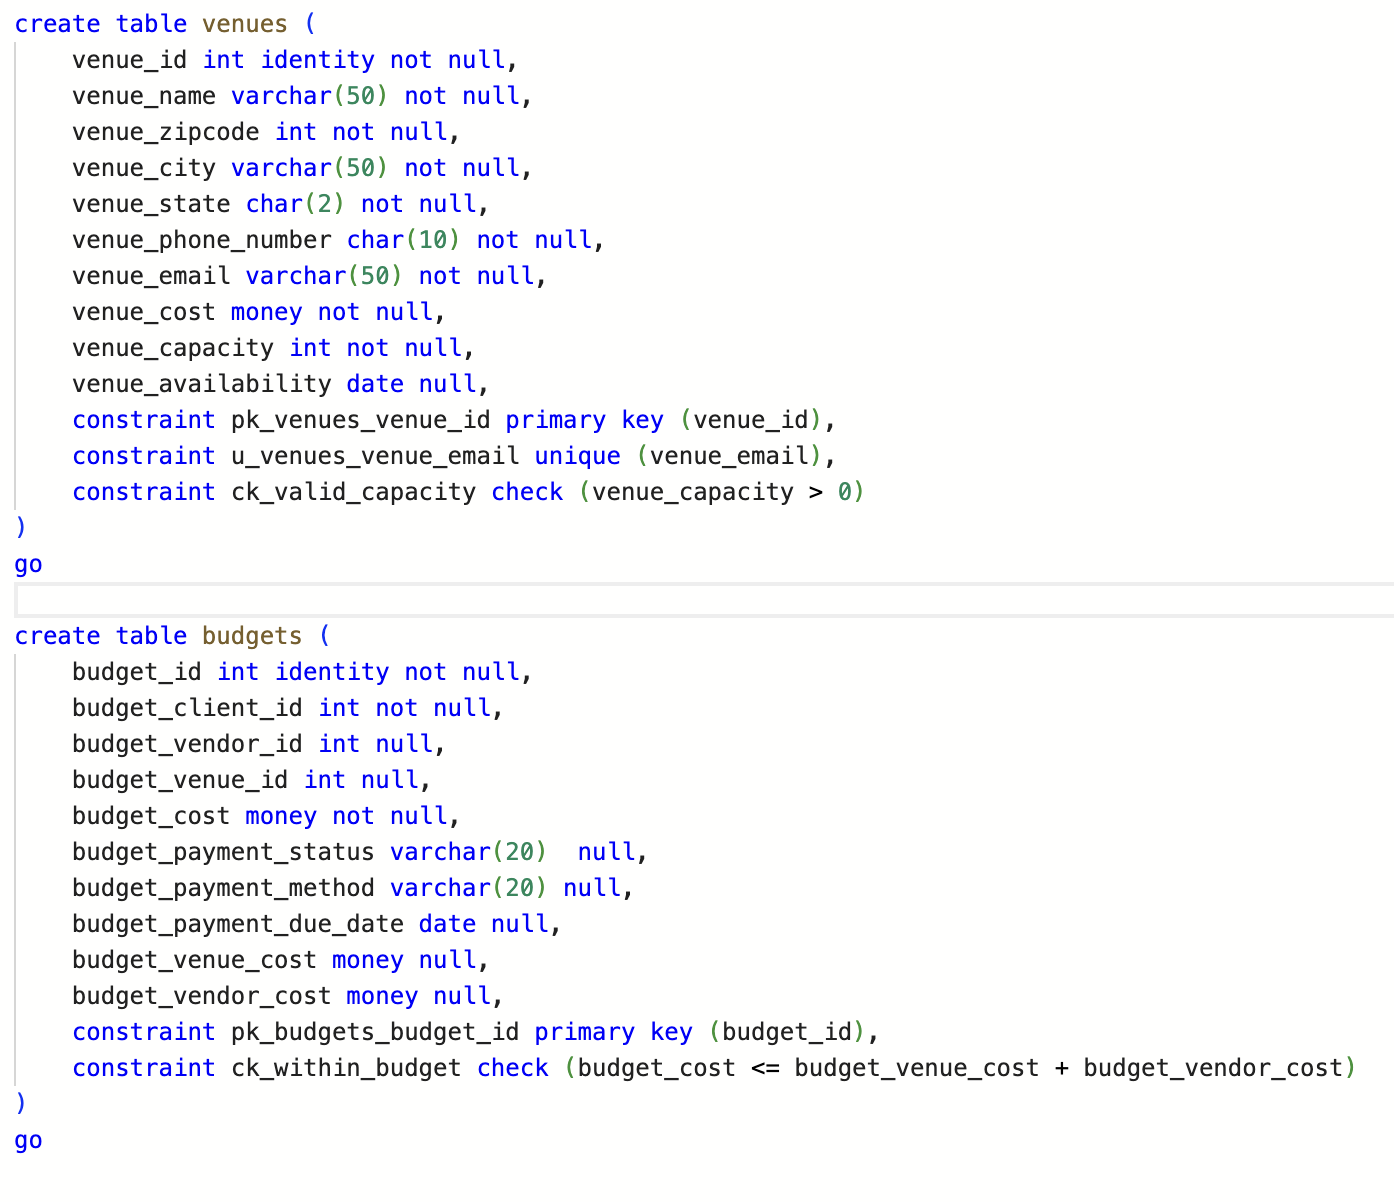 create table venues (
    venue_id int identity not null,
    venue_name varchar(50) not null,
    venue_zipcode int not null,
    venue_city varchar(50) not null,
    venue_state char(2) not null,
    venue_phone_number char(10) not null,
    venue_email varchar(50) not null,
    venue_cost money not null,
    venue_capacity int not null,
    venue_availability date null,
    constraint pk_venues_venue_id primary key (venue_id),
    constraint u_venues_venue_email unique (venue_email),
    constraint ck_valid_capacity check (venue_capacity > 0)
)
go
create table budgets (
    budget_id int identity not null,
    budget_client_id int not null,
    budget_vendor_id int null,
    budget_venue_id int null,
    budget_cost money not null,
    budget_payment_status varchar(20)  null,
    budget_payment_method varchar(20) null,
    budget_payment_due_date date null,
    budget_venue_cost money null,
    budget_vendor_cost money null,
    constraint pk_budgets_budget_id primary key (budget_id),
    constraint ck_within_budget check (budget_cost <= budget_venue_cost + budget_vendor_cost)
)
go